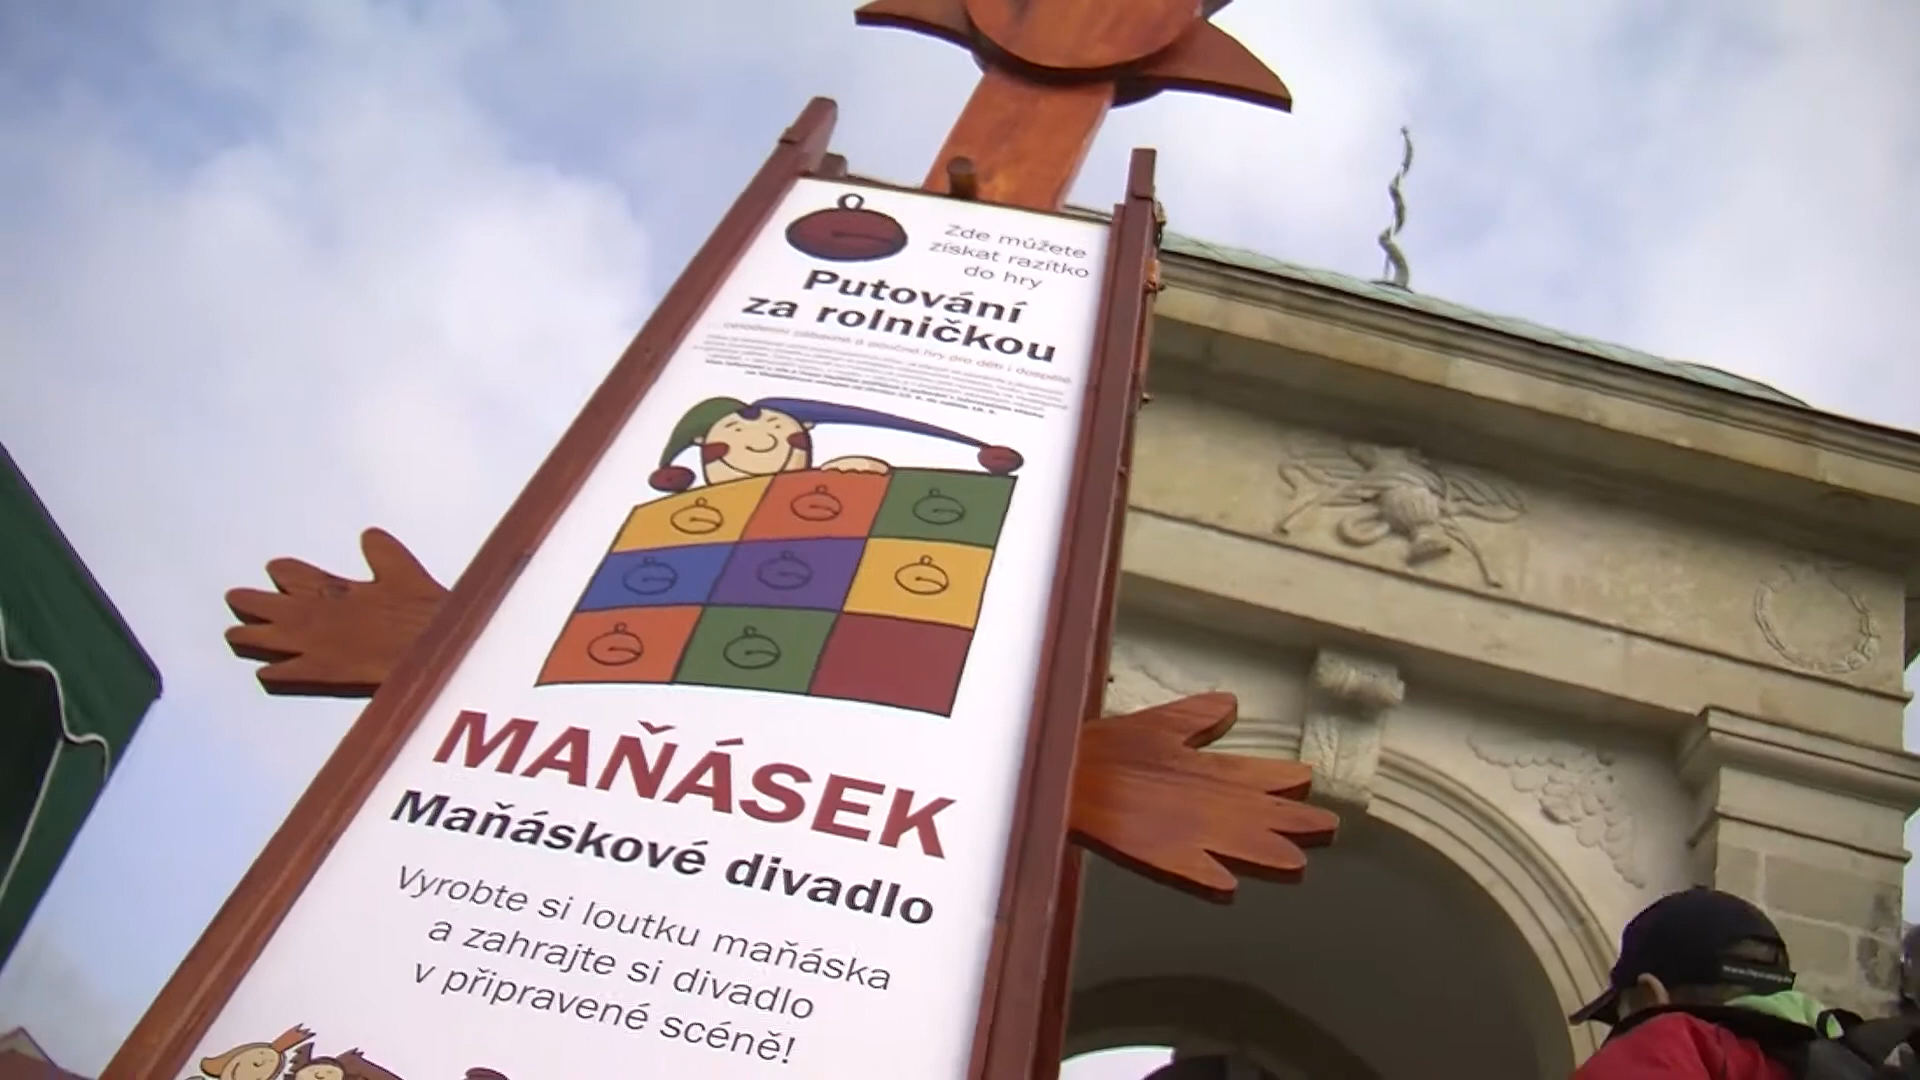 Zde můžete
získat razítko
do hry
Putování
za rolničkou
MAŇÁSEK
Maňáskové divadlo
Vyrobte si loutku maňáska
a zahrajte si divadlo
v připravené scéně!